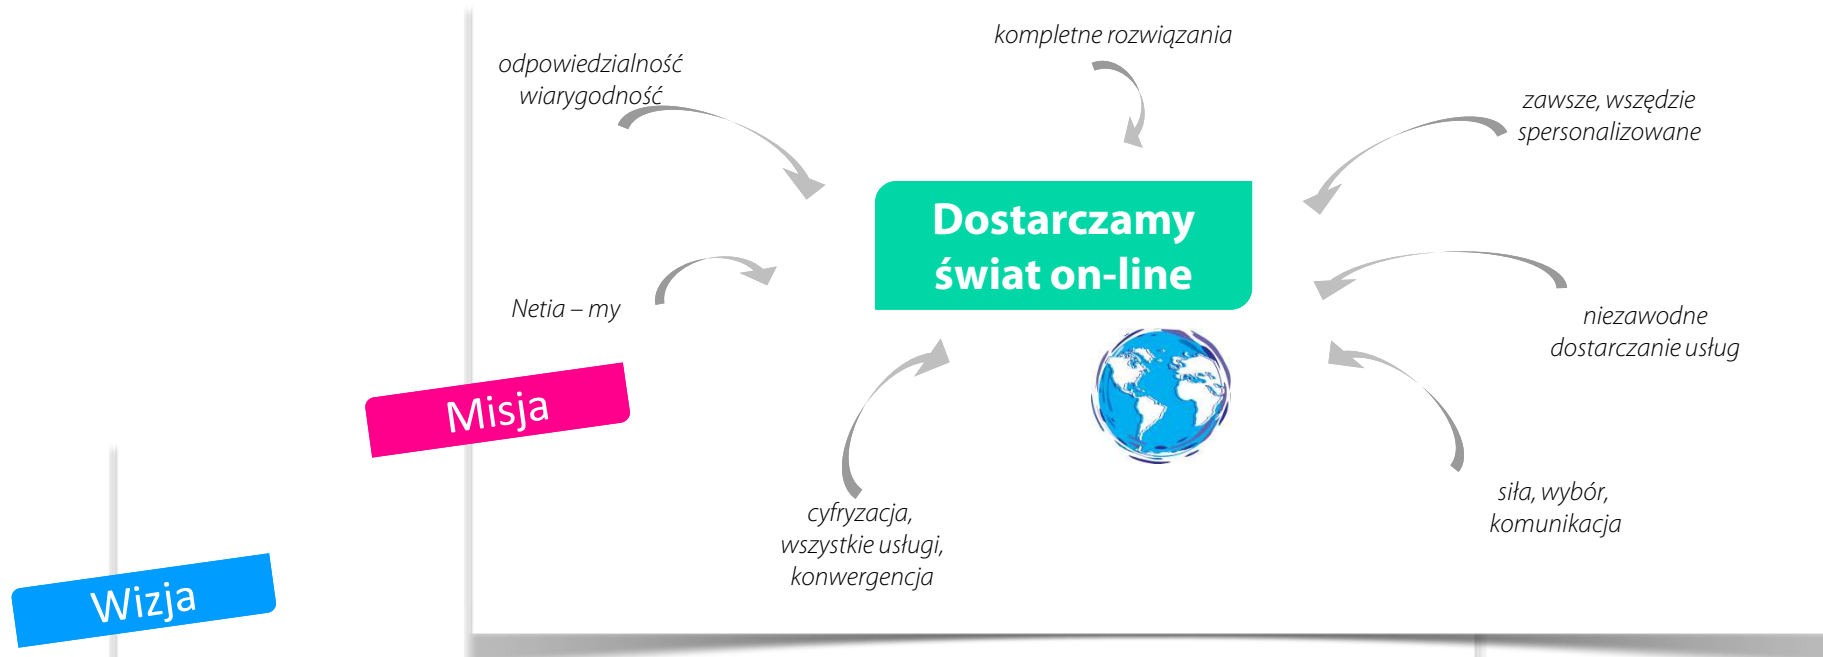 kompletne rozwiązania
odpowiedzialność
wiarygodność
zawsze, wszędzie
spersonalizowane
Dostarczamy
świat on-line
Netia – my
niezawodne
dostarczanie usług
Misja
siła, wybór,
komunikacja
cyfryzacja,
wszystkie usługi,
konwergencja
Wizja